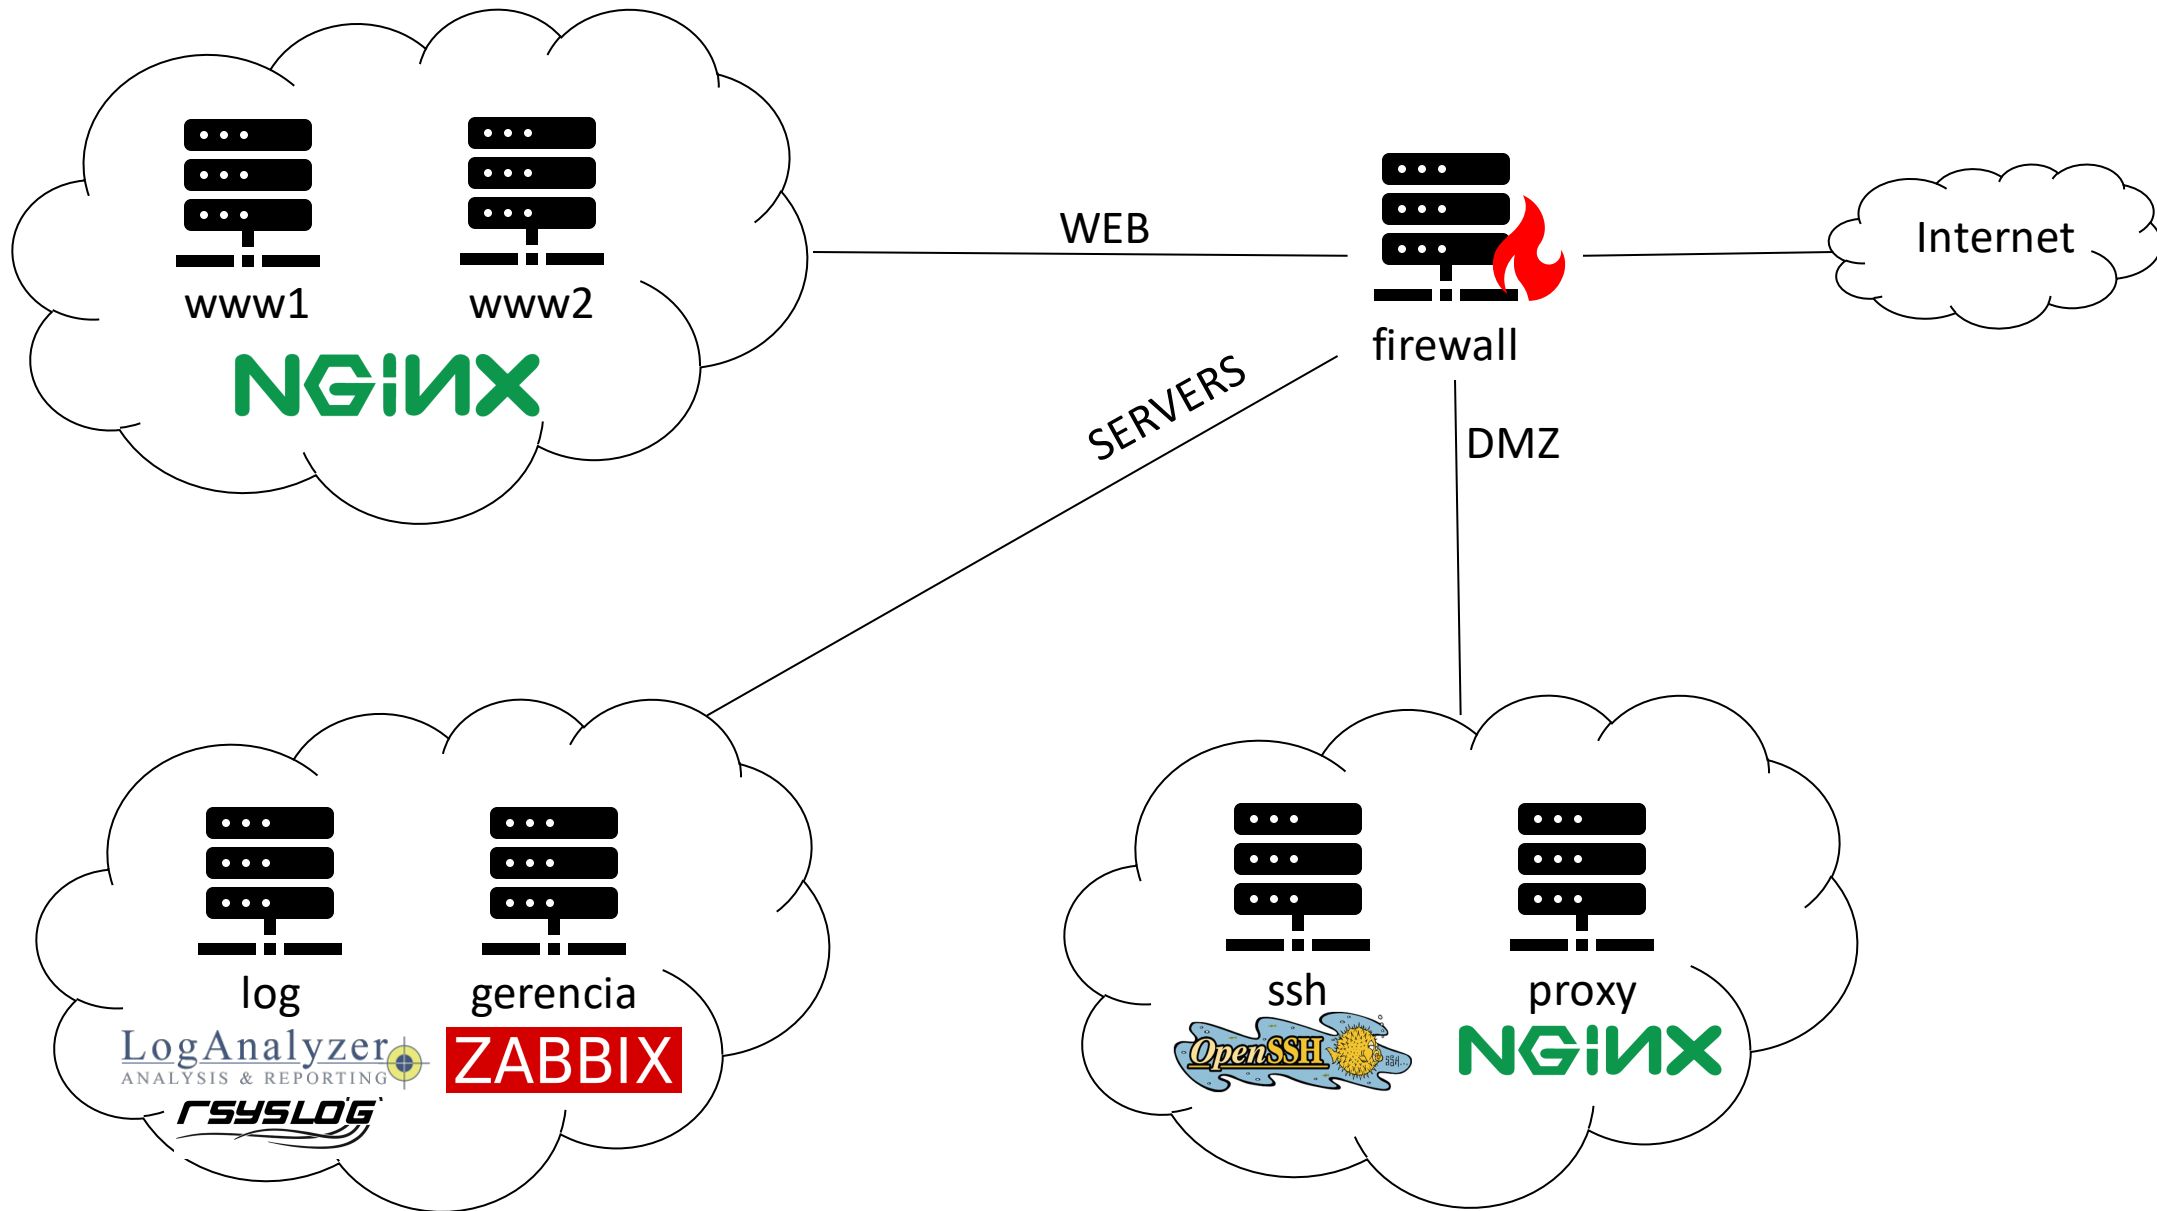 www1
www2
NGINX
WEB
firewall
Internet
SERVERS
DMZ
log
gerencia
LogAnalyzer
ANALYSIS & REPORTING
rsyslog
ZABBIX
ssh
proxy
OpenSSH
NGINX